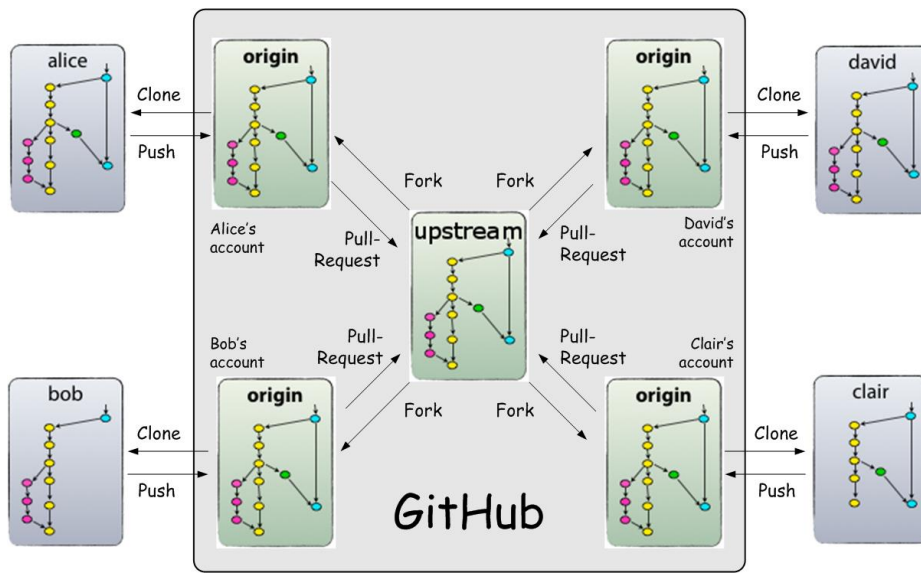 alice
origin
origin
david
Clone
Push
Clone
Push
Fork
Fork
Alice's
account
Pull-
Request
upstream
Pull-
Request
David's
account
Bob's
account
Pull-
Request
Pull-
Request
Clair's
account
bob
origin
origin
clair
Fork
Fork
Clone
Push
Clone
Push
GitHub